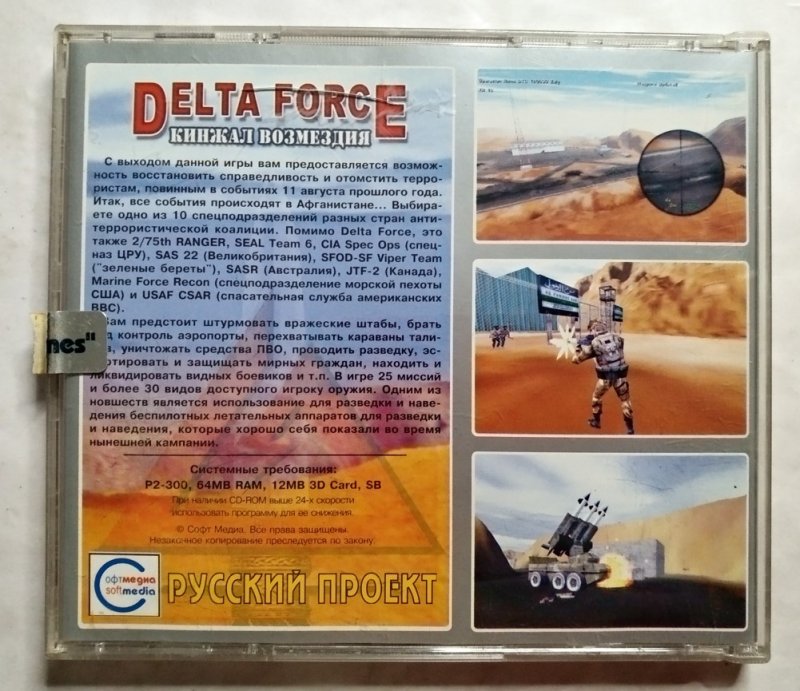 DELTA FORCE
КИНЖАЛ ВОЗМЕЗДИЯ
С выходом данной игры вам предоставляется возмож-
ность восстановить справедливость и отомстить терро-
ристам, повинным в событиях 11 августа прошлого года.
Итак, все события происходят в Афганистане... Выбира-
ете одно из 10 спецподразделений разных стран анти-
террористической коалиции. Помимо Delta Force, это
также 2/75th RANGER, SEAL Team 6, CIA Spec Ops (спец-
наз ЦРУ), SAS 22 (Великобритания), SFOD-SF Viper Team
("зеленые береты"), SASR (Австралия), JTF-2 (Канада),
Marine Force Recon (спецподразделение морской пехоты
США) и USAF CSAR (спасательная служба американских
ВВС).
Вам предстоит штурмовать вражеские штабы, брать
контроль аэропорты, перехватывать караваны тали-
уничтожать средства ПВО, проводить разведку, эс-
ртировать и защищать мирных граждан, находить и
ликвидировать видных боевиков и т.п. В игре 25 миссий
и более 30 видов доступного игроку оружия. Одним из
новшеств является использование для разведки и наве-
дения беспилотных летательных аппаратов для разведки
и наведения, которые хорошо себя показали во время
нынешней кампании.
nes"
Системные требования:
P2-300, 64MB RAM, 12MB 3D Card, SB
При наличии CD-ROM выше 24-х скорости
использовать программу для ее снижения.
© Софт Медиа. Все права защищены.
Незаконное копирование преследуется по закону.
Софтмедиа
softmedia
РУССКИЙ ПРОЕКТ